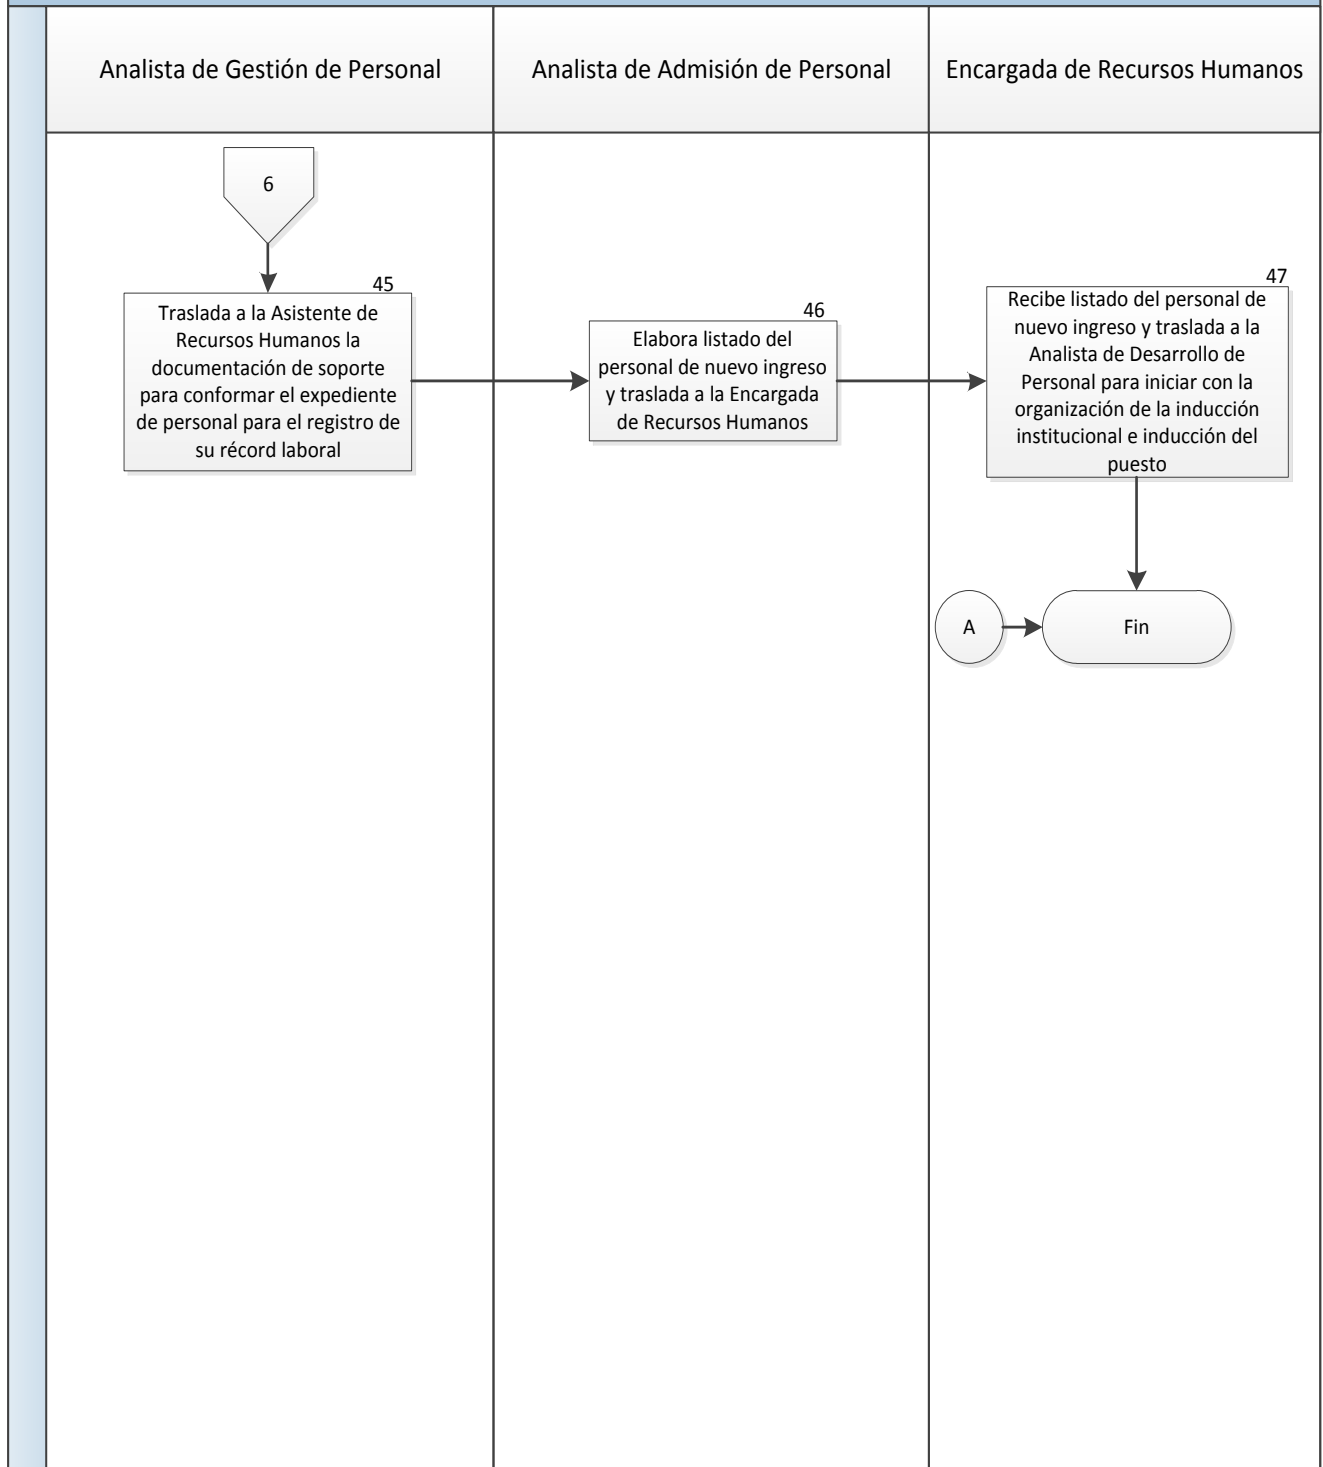 Analista de Gestión de Personal
Analista de Admisión de Personal
Encargada de Recursos Humanos
6
45
Traslada a la Asistente de
Recursos Humanos la
documentación de soporte
para conformar el expediente
de personal para el registro de
su récord laboral
46
Elabora listado del
personal de nuevo ingreso
y traslada a la Encargada
de Recursos Humanos
47
Recibe listado del personal de
nuevo ingreso y traslada a la
Analista de Desarrollo de
Personal para iniciar con la
organización de la inducción
institucional e inducción del
puesto
A
Fin